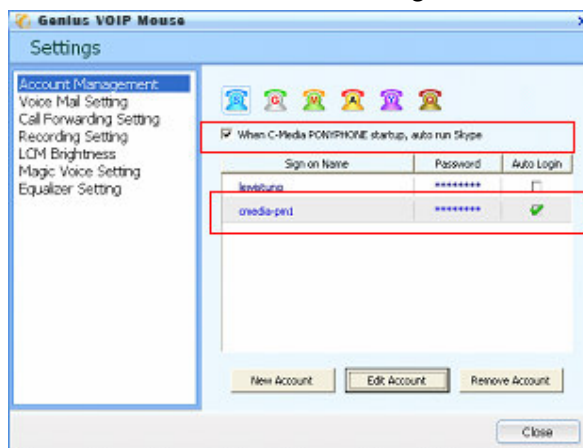 Genius VOIP Mouse
Settings
Account Management
Voice Mail Setting
Call Forwarding Setting
Recording Setting
LCM Brightness
Magic Voice Setting
Equalizer Setting
S G M A Y Q
When C-Media PONYPHONE startup, auto run Skype
Sign on Name Password Auto Login
lewistung ********
cmedia-pm1 ********
New Account Edit Account Remove Account
Close